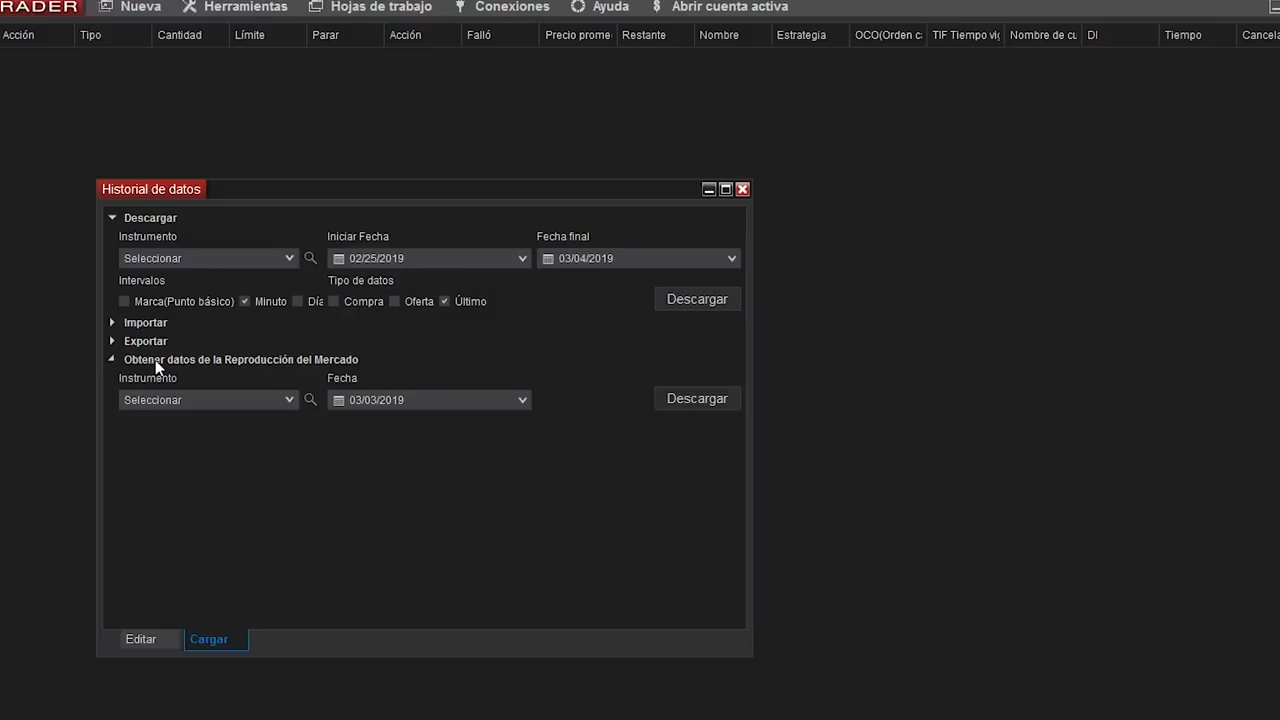 RADER Nueva Herramientas Hojas de trabajo Conexiones Ayuda $ Abrir cuenta activa
Acción Tipo Cantidad Límite Parar Acción Falló Precio prome Restante Nombre Estrategia OCO(Orden c TIF Tiempo vig Nombre de cu DI Tiempo Cancela
Historial de datos
Descargar
Instrumento Iniciar Fecha Fecha final
Seleccionar 02/25/2019 03/04/2019
Intervalos Tipo de datos
Marca(Punto básico) Minuto Día Compra Oferta Último Descargar
Importar
Exportar
Obtener datos de la Reproducción del Mercado
Instrumento Fecha
Seleccionar 03/03/2019 Descargar
Editar Cargar